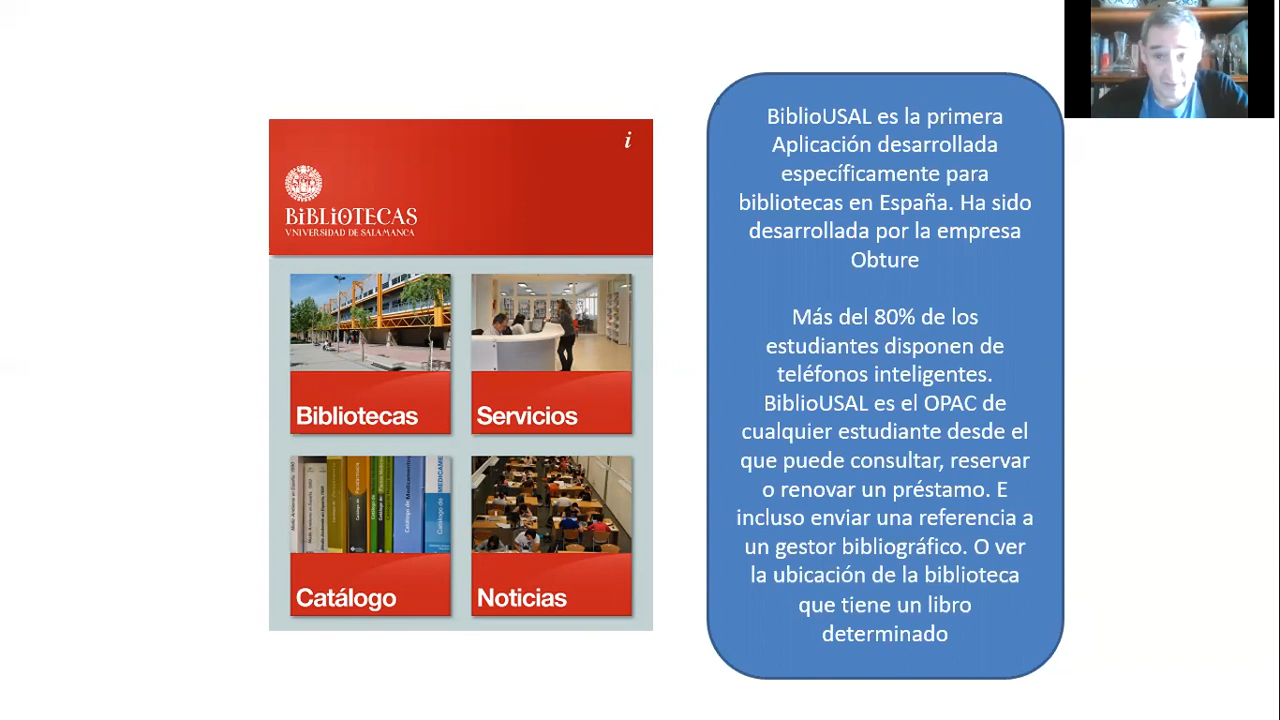 i
BiBLiOTECAS
VNiVERSiDAD DE SALAMANCA
Bibliotecas
Servicios
Catálogo
Noticias
BiblioUSAL es la primera
Aplicación desarrollada
específicamente para
bibliotecas en España. Ha sido
desarrollada por la empresa
Obture
Más del 80% de los
estudiantes disponen de
teléfonos inteligentes.
BiblioUSAL es el OPAC de
cualquier estudiante desde el
que puede consultar, reservar
o renovar un préstamo. E
incluso enviar una referencia a
un gestor bibliográfico. O ver
la ubicación de la biblioteca
que tiene un libro
determinado